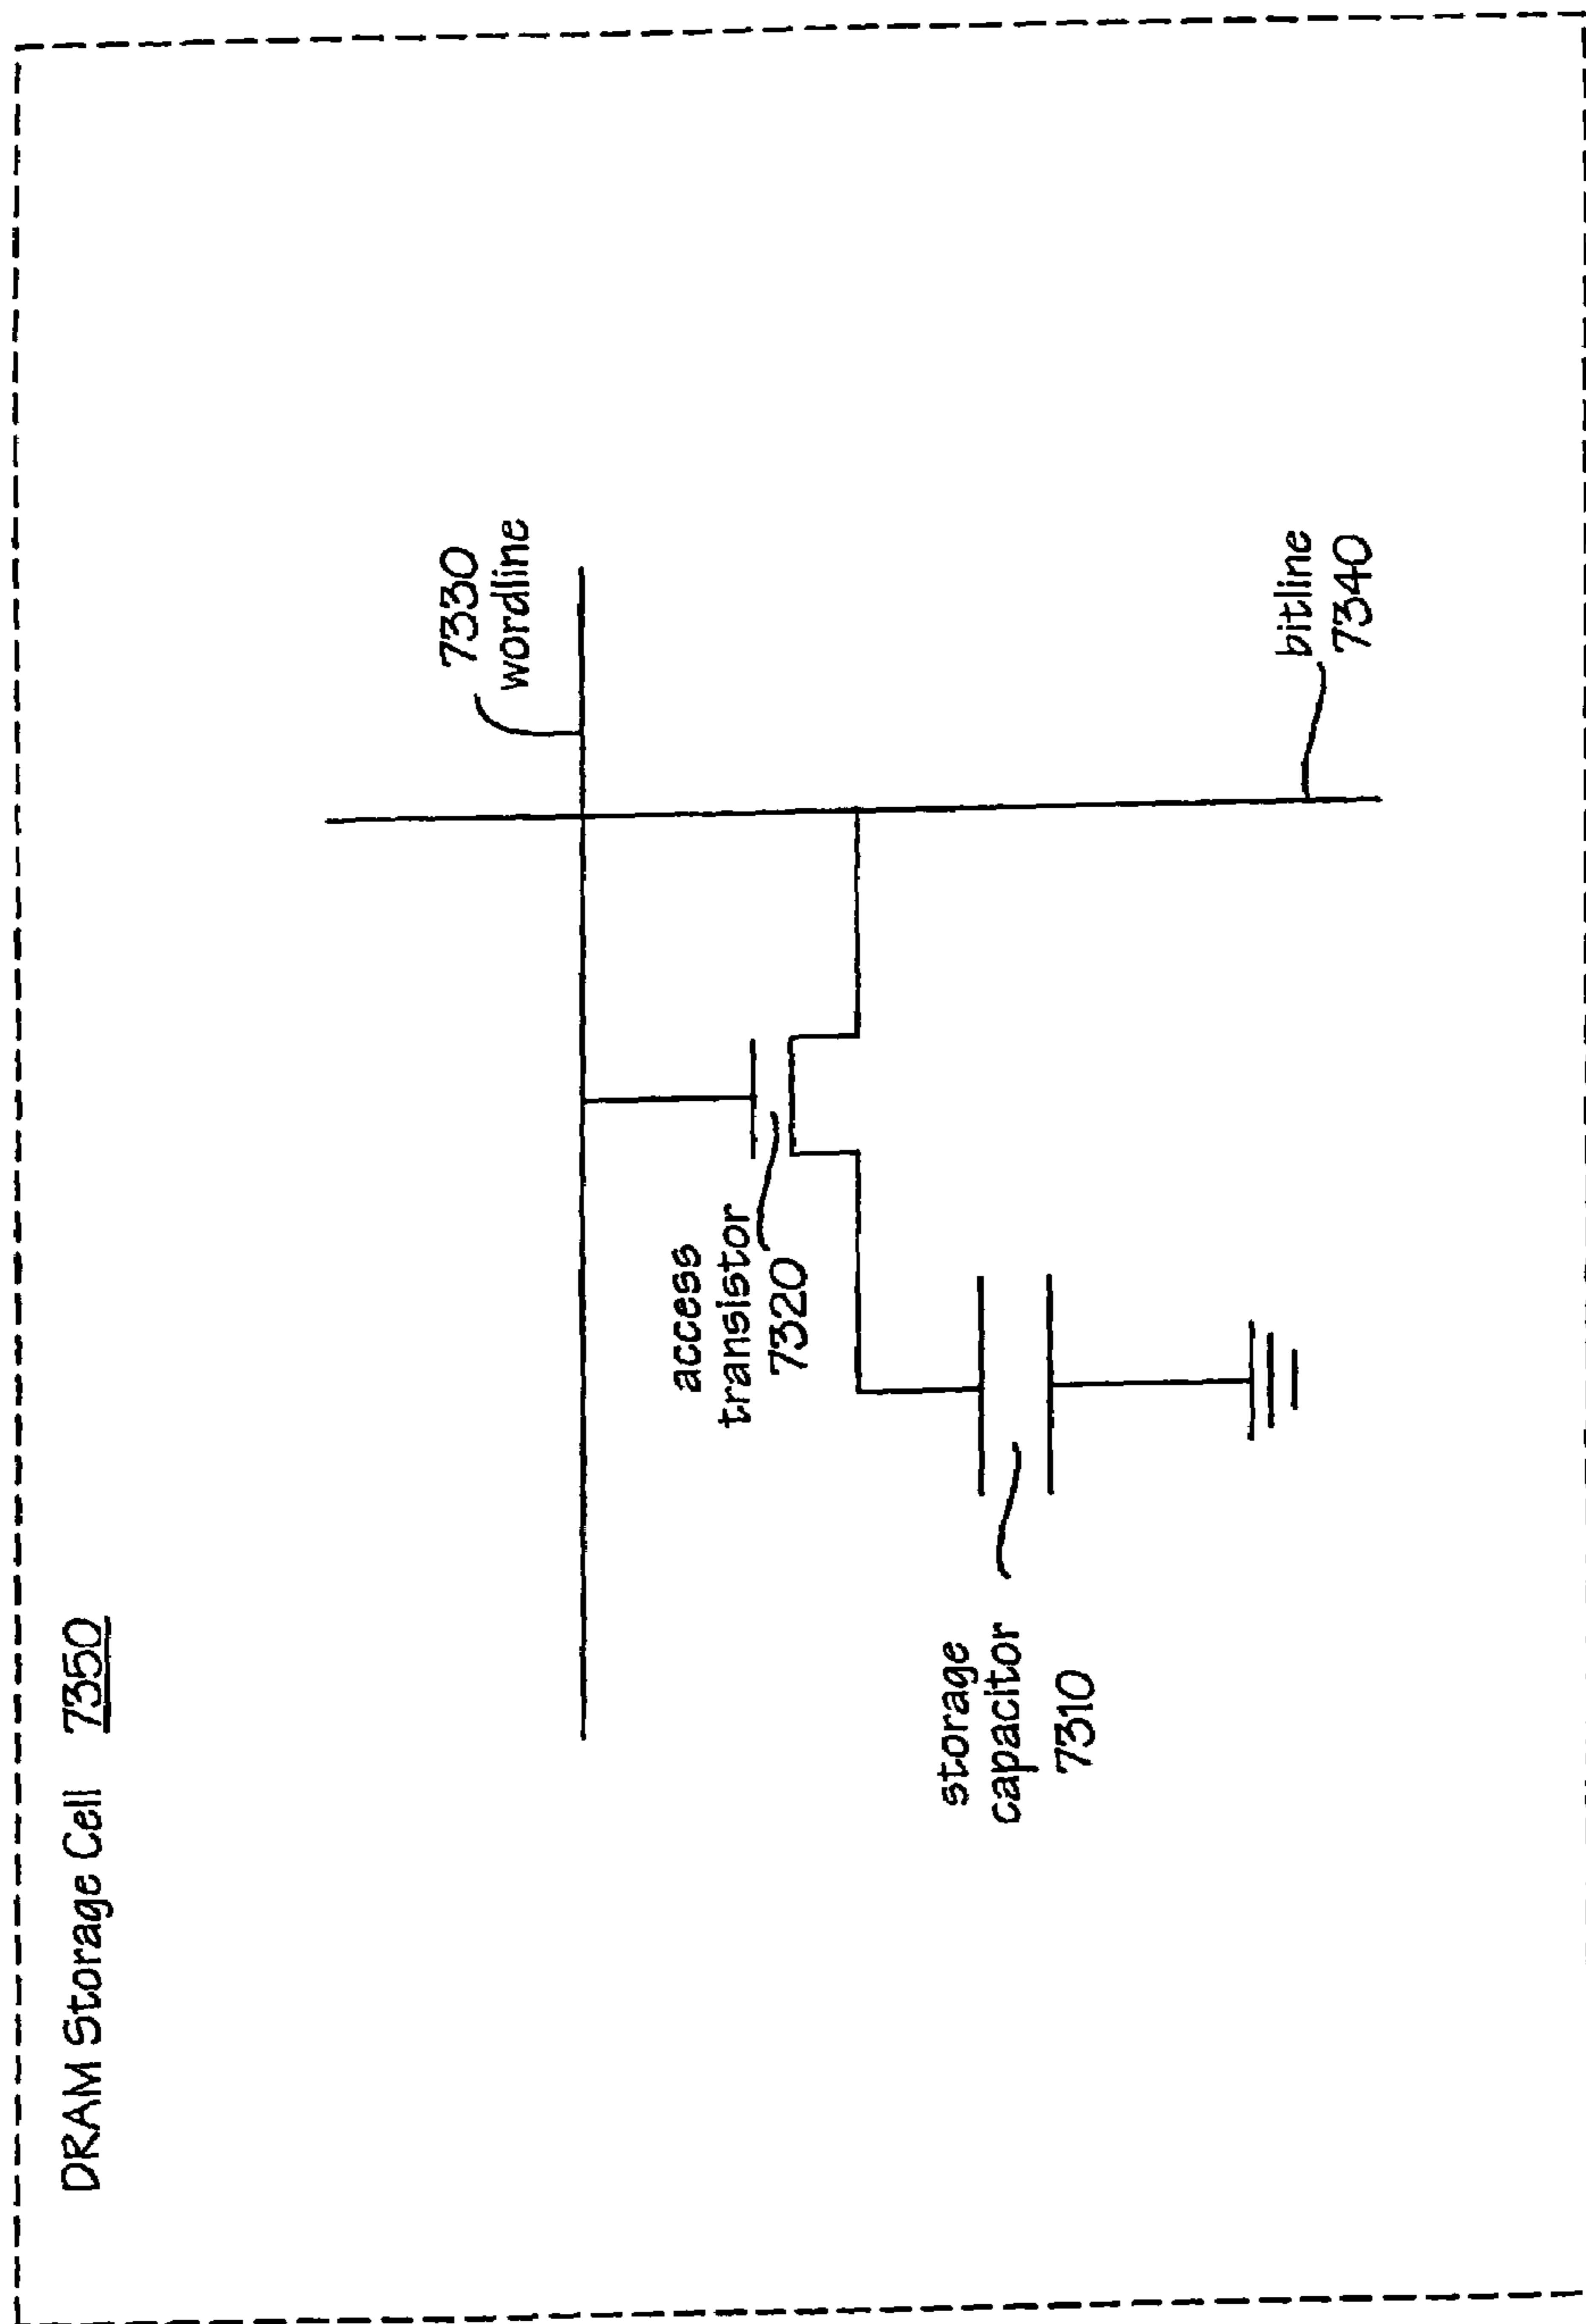 DRAM Storage Cell 7350
7330
wordline
access
transistor
7320
storage
capacitor
7310
bitline
7340